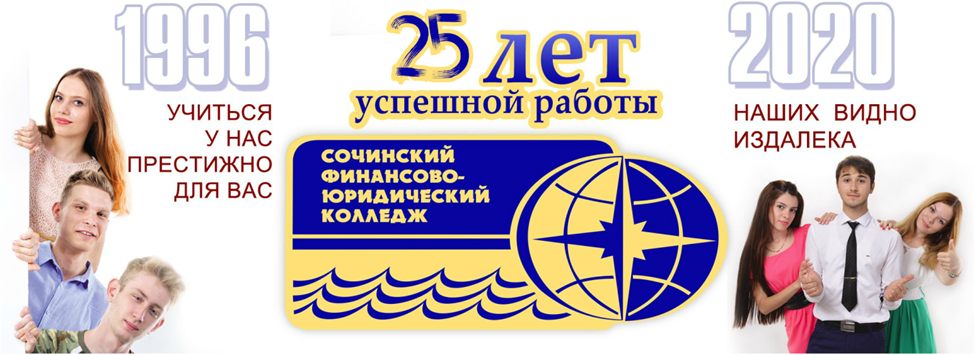 1996
УЧИТЬСЯ
У НАС
ПРЕСТИЖНО
ДЛЯ ВАС
25 лет
успешной работы
СОЧИНСКИЙ
ФИНАНСОВО-
ЮРИДИЧЕСКИЙ
КОЛЛЕДЖ
2020
НАШИХ ВИДНО
ИЗДАЛЕКА